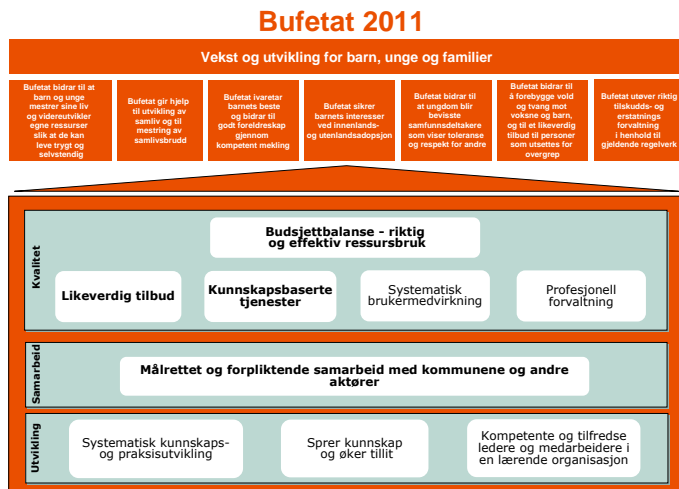 Bufetat 2011
Vekst og utvikling for barn, unge og familier
Bufetat bidrar til at
barn og unge
mestrer sine liv
og videreutvikler
egne ressurser
slik at de kan
leve trygt og
selvstendig
Bufetat gir hjelp
til utvikling av
samliv og til
mestring av
samlivsbrudd
Bufetat ivaretar
barnets beste
og bidrar til
godt foreldreskap
gjennom
kompetent mekling
Bufetat sikrer
barnets interesser
ved innenlands-
og utenlandsadopsjon
Bufetat bidrar til
at ungdom blir
bevisste
samfunnsdeltakere
som viser toleranse
og respekt for andre
Bufetat bidrar til
å forebygge vold
og tvang mot
voksne og barn,
og til et likeverdig
tilbud til personer
som utsettes for
overgrep
Bufetat utøver riktig
tilskudds- og
erstatnings
forvaltning
i henhold til
gjeldende regelverk
Kvalitet
Budsjettbalanse - riktig
og effektiv ressursbruk
Likeverdig tilbud
Kunnskapsbaserte
tjenester
Systematisk
brukermedvirkning
Profesjonell
forvaltning
Samarbeid
Målrettet og forpliktende samarbeid med kommunene og andre
aktører
Utvikling
Systematisk kunnskaps-
og praksisutvikling
Sprer kunnskap
og øker tillit
Kompetente og tilfredse
ledere og medarbeidere i
en lærende organisasjon